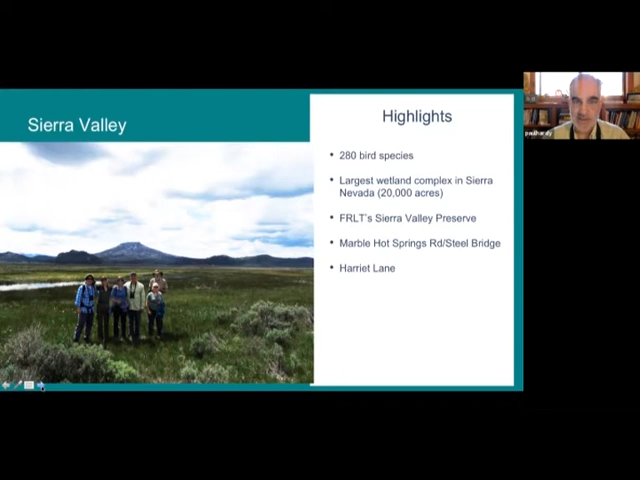 Sierra Valley
Highlights
• 280 bird species
• Largest wetland complex in Sierra
Nevada (20,000 acres)
• FRLT's Sierra Valley Preserve
• Marble Hot Springs Rd/Steel Bridge
• Harriet Lane
paulhardy